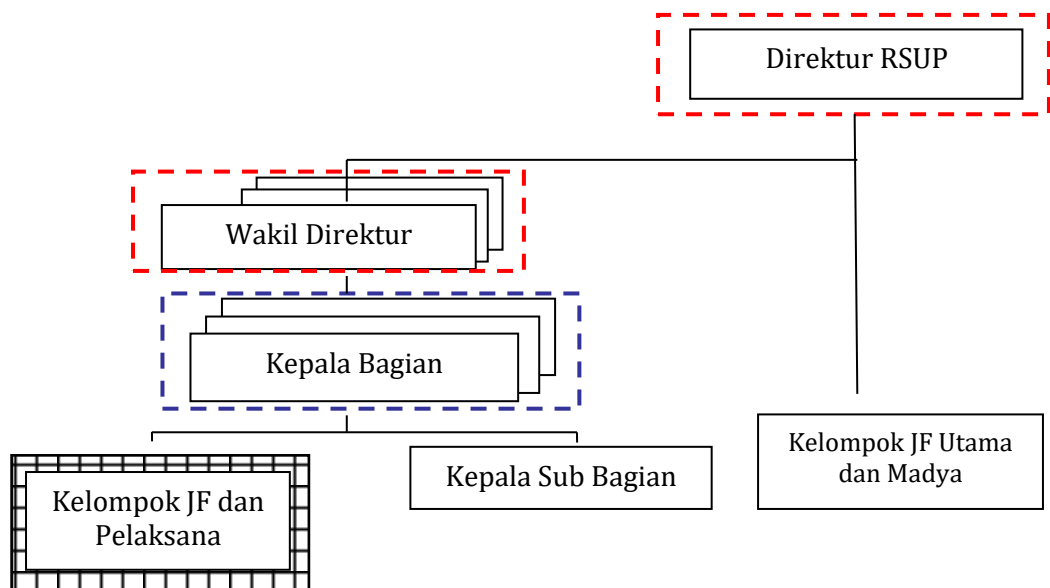 Direktur RSUP
Wakil Direktur
Kepala Bagian
Kelompok JF dan
Pelaksana
Kepala Sub Bagian
Kelompok JF Utama
dan Madya